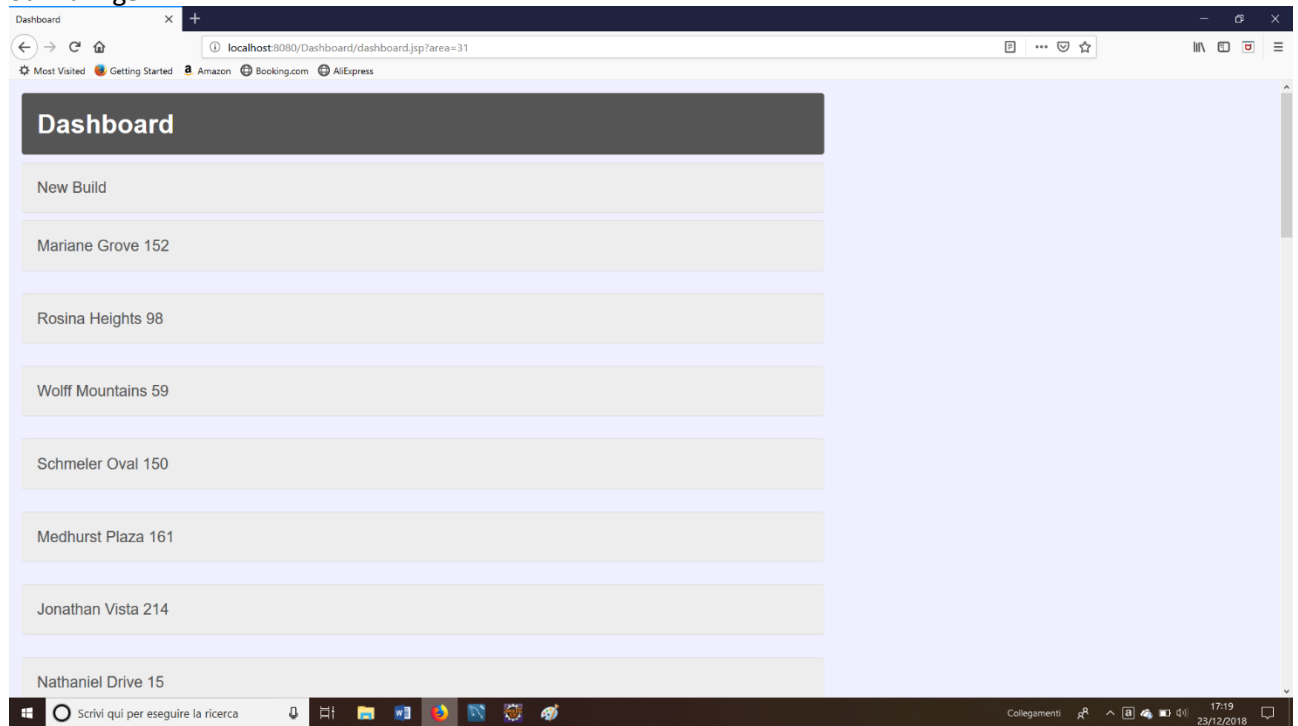 Dashboard
localhost:8080/Dashboard/dashboard.jsp?area=31
Most Visited Getting Started Amazon Booking.com AliExpress
Dashboard
New Build
Mariane Grove 152
Rosina Heights 98
Wolff Mountains 59
Schmeler Oval 150
Medhurst Plaza 161
Jonathan Vista 214
Nathaniel Drive 15
Scrivi qui per eseguire la ricerca
Collegamenti
17:19
23/12/2018